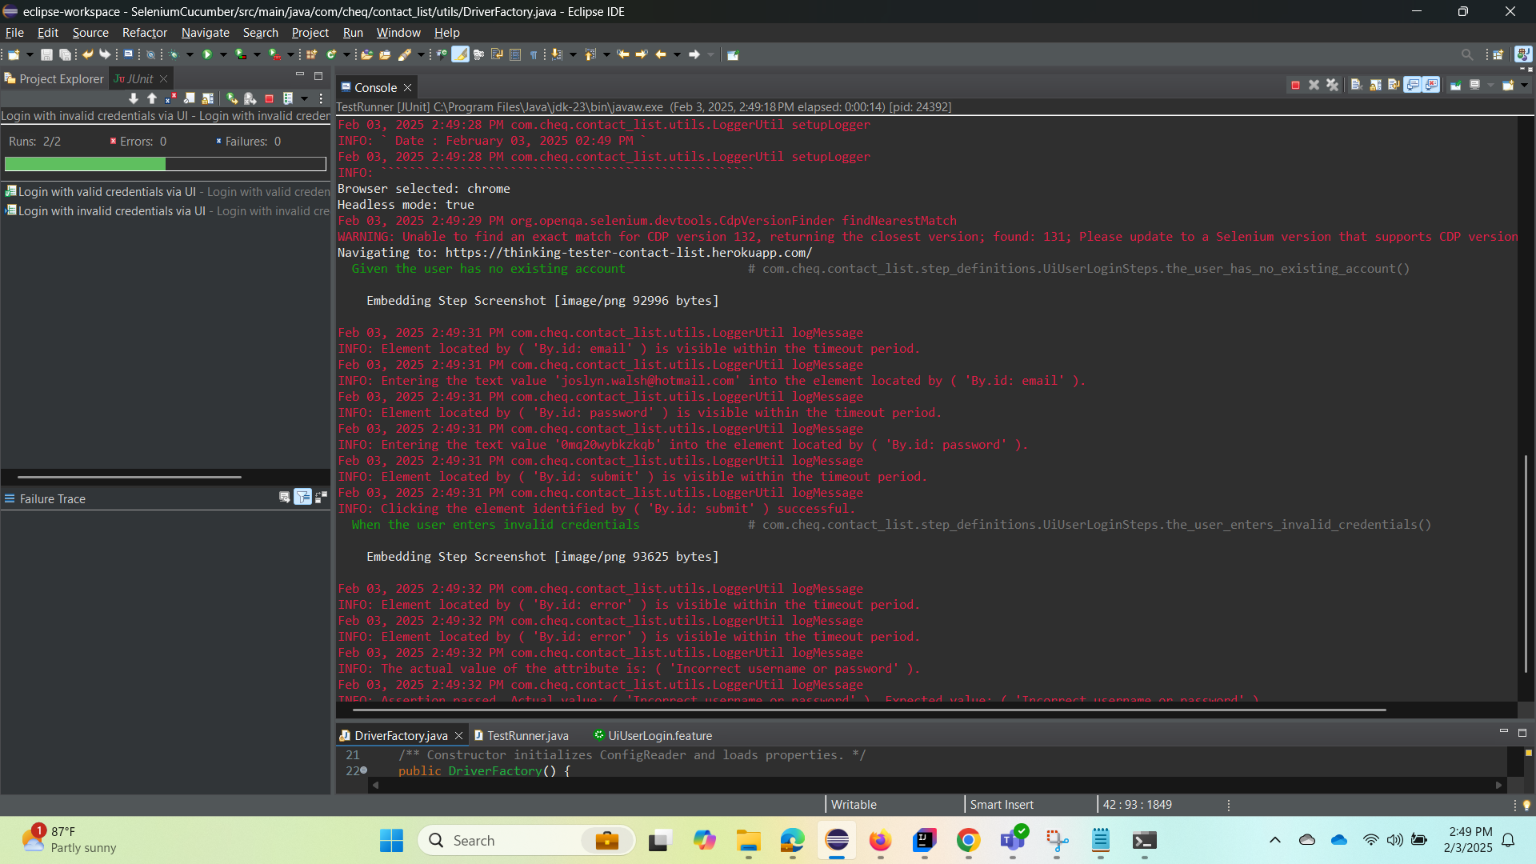 eclipse-workspace - SeleniumCucumber/src/main/java/com/cheq/contact_list/utils/DriverFactory.java - Eclipse IDE
File Edit Source Refactor Navigate Search Project Run Window Help
Project Explorer JUnit
Console
TestRunner [JUnit] C:\Program Files\Java\jdk-23\bin\javaw.exe (Feb 3, 2025, 2:49:18 PM elapsed: 0:00:14) [pid: 24392]
Login with invalid credentials via UI - Login with invalid creder
Runs: 2/2 Errors: 0 Failures: 0
Login with valid credentials via UI - Login with valid creden
Login with invalid credentials via UI - Login with invalid cre
Failure Trace
Feb 03, 2025 2:49:28 PM com.cheq.contact_list.utils.LoggerUtil setupLogger
INFO: ` Date : February 03, 2025 02:49 PM `
Feb 03, 2025 2:49:28 PM com.cheq.contact_list.utils.LoggerUtil setupLogger
INFO: ````````````````````````````````````````````````````
Browser selected: chrome
Headless mode: true
Feb 03, 2025 2:49:29 PM org.openqa.selenium.devtools.CdpVersionFinder findNearestMatch
WARNING: Unable to find an exact match for CDP version 132, returning the closest version; found: 131; Please update to a Selenium version that supports CDP version
Navigating to: https://thinking-tester-contact-list.herokuapp.com/
Given the user has no existing account # com.cheq.contact_list.step_definitions.UiUserLoginSteps.the_user_has_no_existing_account()
Embedding Step Screenshot [image/png 92996 bytes]
Feb 03, 2025 2:49:31 PM com.cheq.contact_list.utils.LoggerUtil logMessage
INFO: Element located by ( 'By.id: email' ) is visible within the timeout period.
Feb 03, 2025 2:49:31 PM com.cheq.contact_list.utils.LoggerUtil logMessage
INFO: Entering the text value 'joslyn.walsh@hotmail.com' into the element located by ( 'By.id: email' ).
Feb 03, 2025 2:49:31 PM com.cheq.contact_list.utils.LoggerUtil logMessage
INFO: Element located by ( 'By.id: password' ) is visible within the timeout period.
Feb 03, 2025 2:49:31 PM com.cheq.contact_list.utils.LoggerUtil logMessage
INFO: Entering the text value '0mq20wybkzkqb' into the element located by ( 'By.id: password' ).
Feb 03, 2025 2:49:31 PM com.cheq.contact_list.utils.LoggerUtil logMessage
INFO: Element located by ( 'By.id: submit' ) is visible within the timeout period.
Feb 03, 2025 2:49:31 PM com.cheq.contact_list.utils.LoggerUtil logMessage
INFO: Clicking the element identified by ( 'By.id: submit' ) successful.
When the user enters invalid credentials # com.cheq.contact_list.step_definitions.UiUserLoginSteps.the_user_enters_invalid_credentials()
Embedding Step Screenshot [image/png 93625 bytes]
Feb 03, 2025 2:49:32 PM com.cheq.contact_list.utils.LoggerUtil logMessage
INFO: Element located by ( 'By.id: error' ) is visible within the timeout period.
Feb 03, 2025 2:49:32 PM com.cheq.contact_list.utils.LoggerUtil logMessage
INFO: Element located by ( 'By.id: error' ) is visible within the timeout period.
Feb 03, 2025 2:49:32 PM com.cheq.contact_list.utils.LoggerUtil logMessage
INFO: The actual value of the attribute is: ( 'Incorrect username or password' ).
Feb 03, 2025 2:49:32 PM com.cheq.contact_list.utils.LoggerUtil logMessage
INFO: Assertion passed. Actual value: ( 'Incorrect username or password' ), Expected value: ( 'Incorrect username or password' )
DriverFactory.java TestRunner.java UiUserLogin.feature
21 /** Constructor initializes ConfigReader and loads properties. */
22 public DriverFactory() {
Writable Smart Insert 42 : 93 : 1849
1
87°F
Partly sunny
Search
2:49 PM
2/3/2025